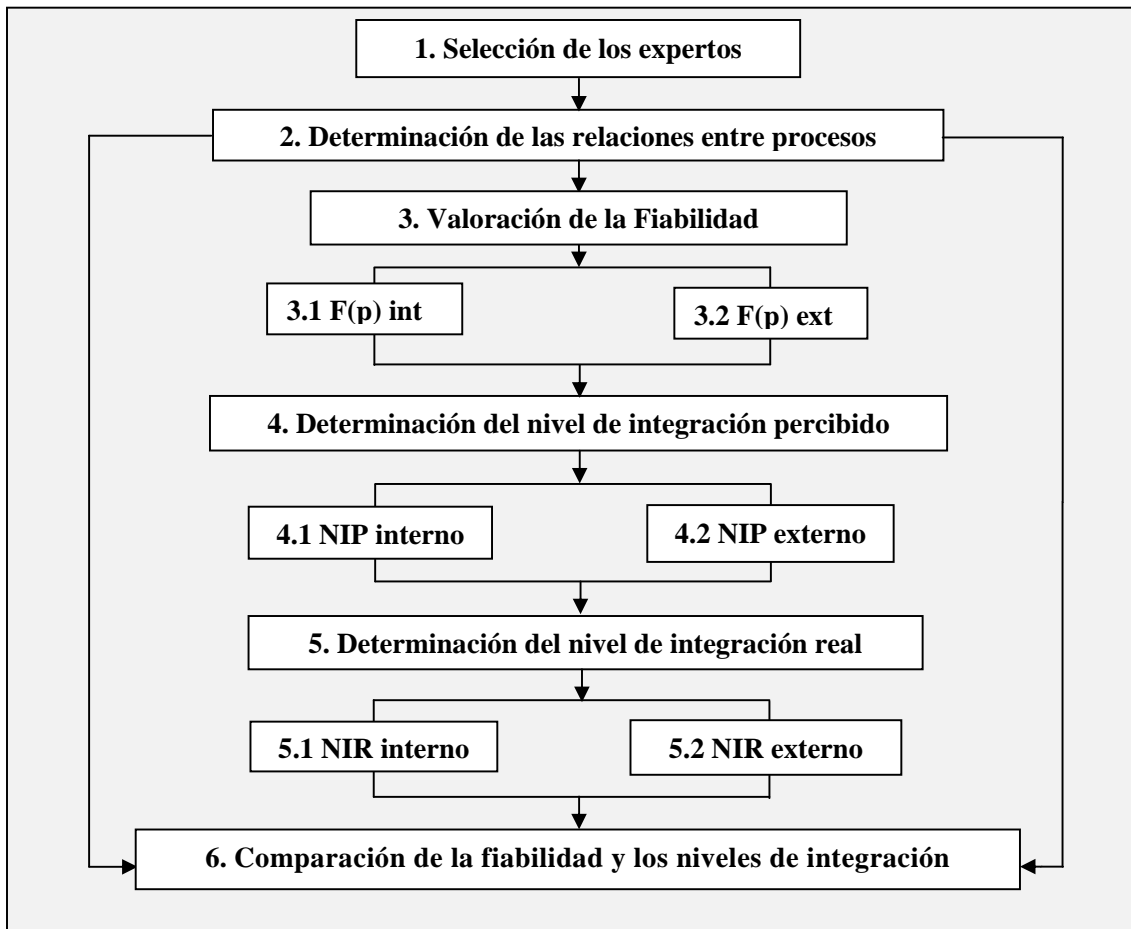 1. Selección de los expertos
2. Determinación de las relaciones entre procesos
3. Valoración de la Fiabilidad
3.1 F(p) int
3.2 F(p) ext
4. Determinación del nivel de integración percibido
4.1 NIP interno
4.2 NIP externo
5. Determinación del nivel de integración real
5.1 NIR interno
5.2 NIR externo
6. Comparación de la fiabilidad y los niveles de integración